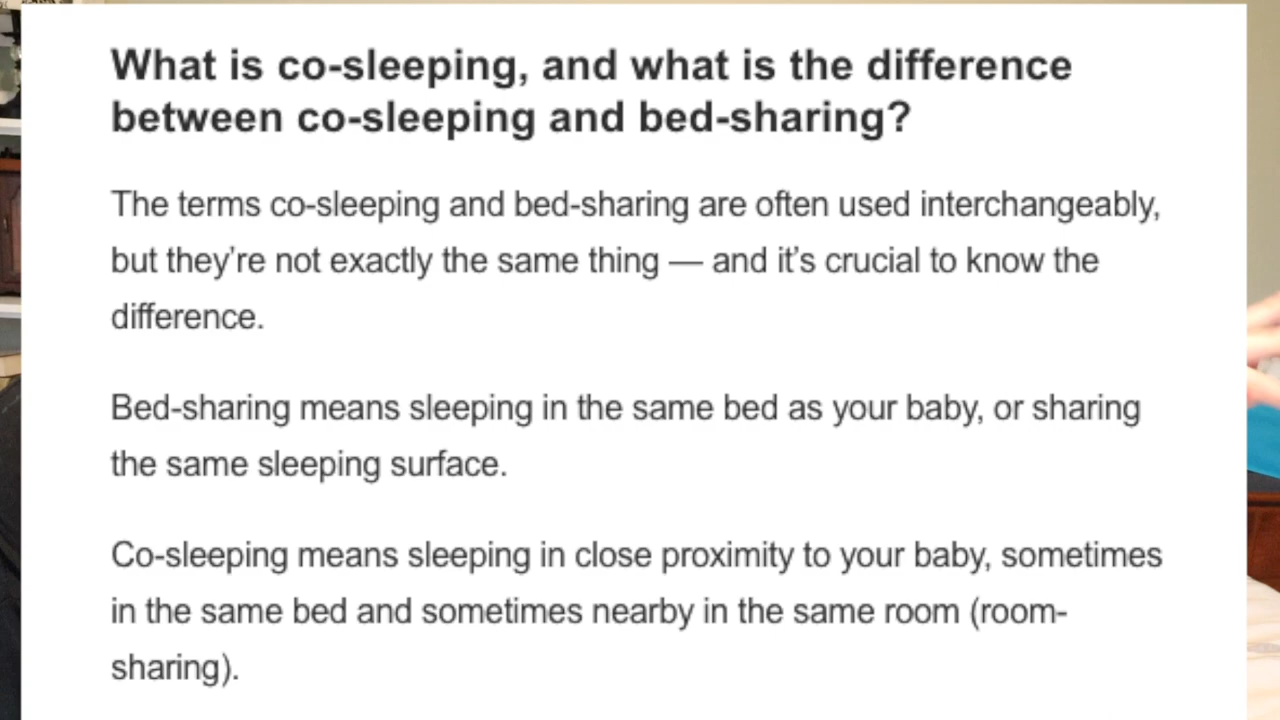 What is co-sleeping, and what is the difference
between co-sleeping and bed-sharing?
The terms co-sleeping and bed-sharing are often used interchangeably,
but they’re not exactly the same thing — and it’s crucial to know the
difference.
Bed-sharing means sleeping in the same bed as your baby, or sharing
the same sleeping surface.
Co-sleeping means sleeping in close proximity to your baby, sometimes
in the same bed and sometimes nearby in the same room (room-
sharing).